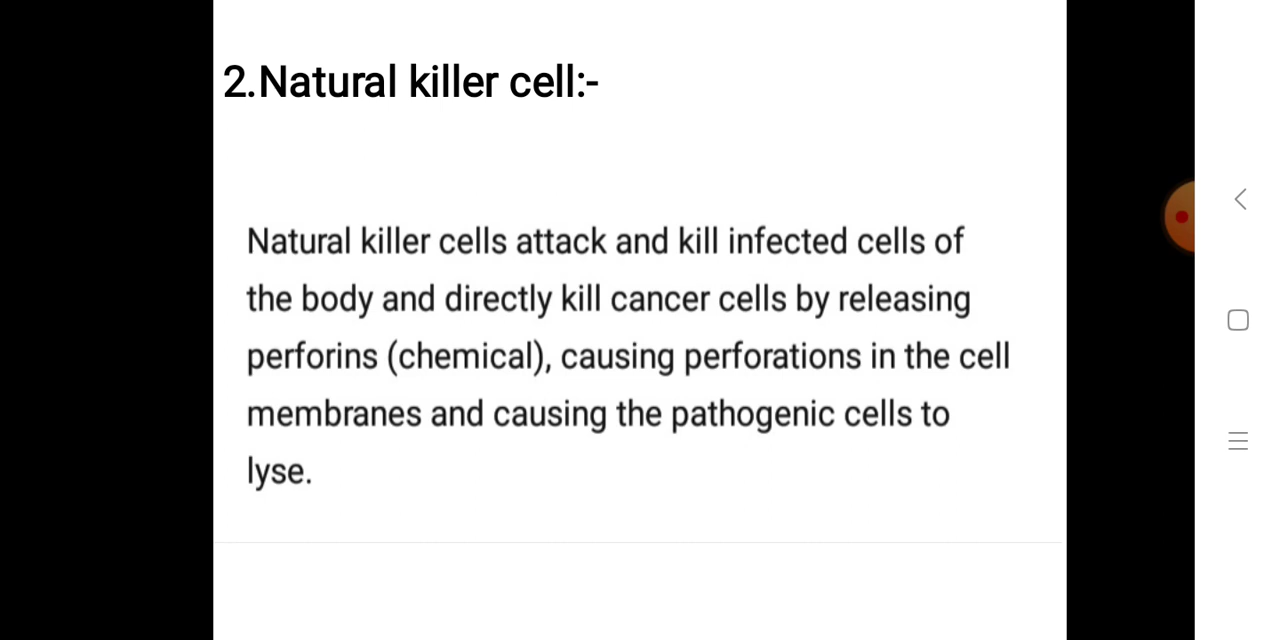 2.Natural killer cell:-
Natural killer cells attack and kill infected cells of
the body and directly kill cancer cells by releasing
perforins (chemical), causing perforations in the cell
membranes and causing the pathogenic cells to
lyse.